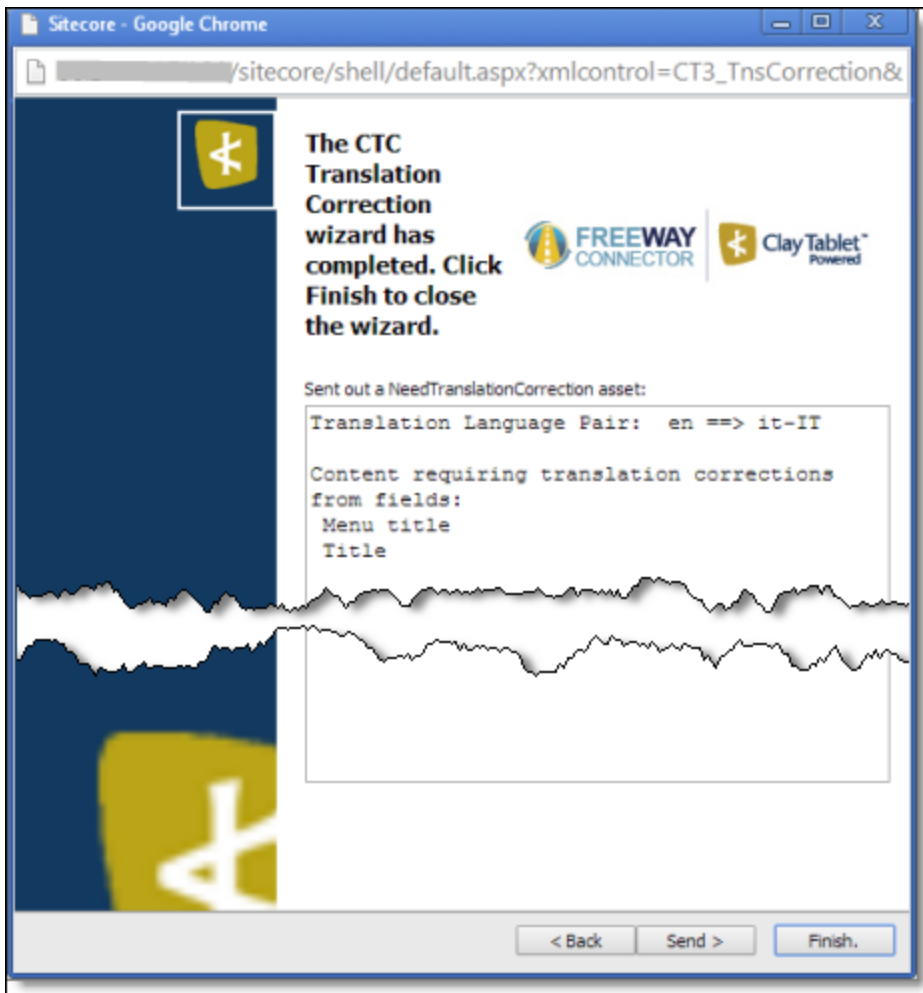 Sitecore - Google Chrome
/sitecore/shell/default.aspx?xmlcontrol=CT3_TnsCorrection&
The CTC
Translation
Correction
wizard has
completed. Click
Finish to close
the wizard.
FREEWAY
CONNECTOR
Clay Tablet™
Powered
Sent out a NeedTranslationCorrection asset:
Translation Language Pair:  en ==> it-IT
Content requiring translation corrections
from fields:
Menu title
Title
< Back
Send >
Finish.